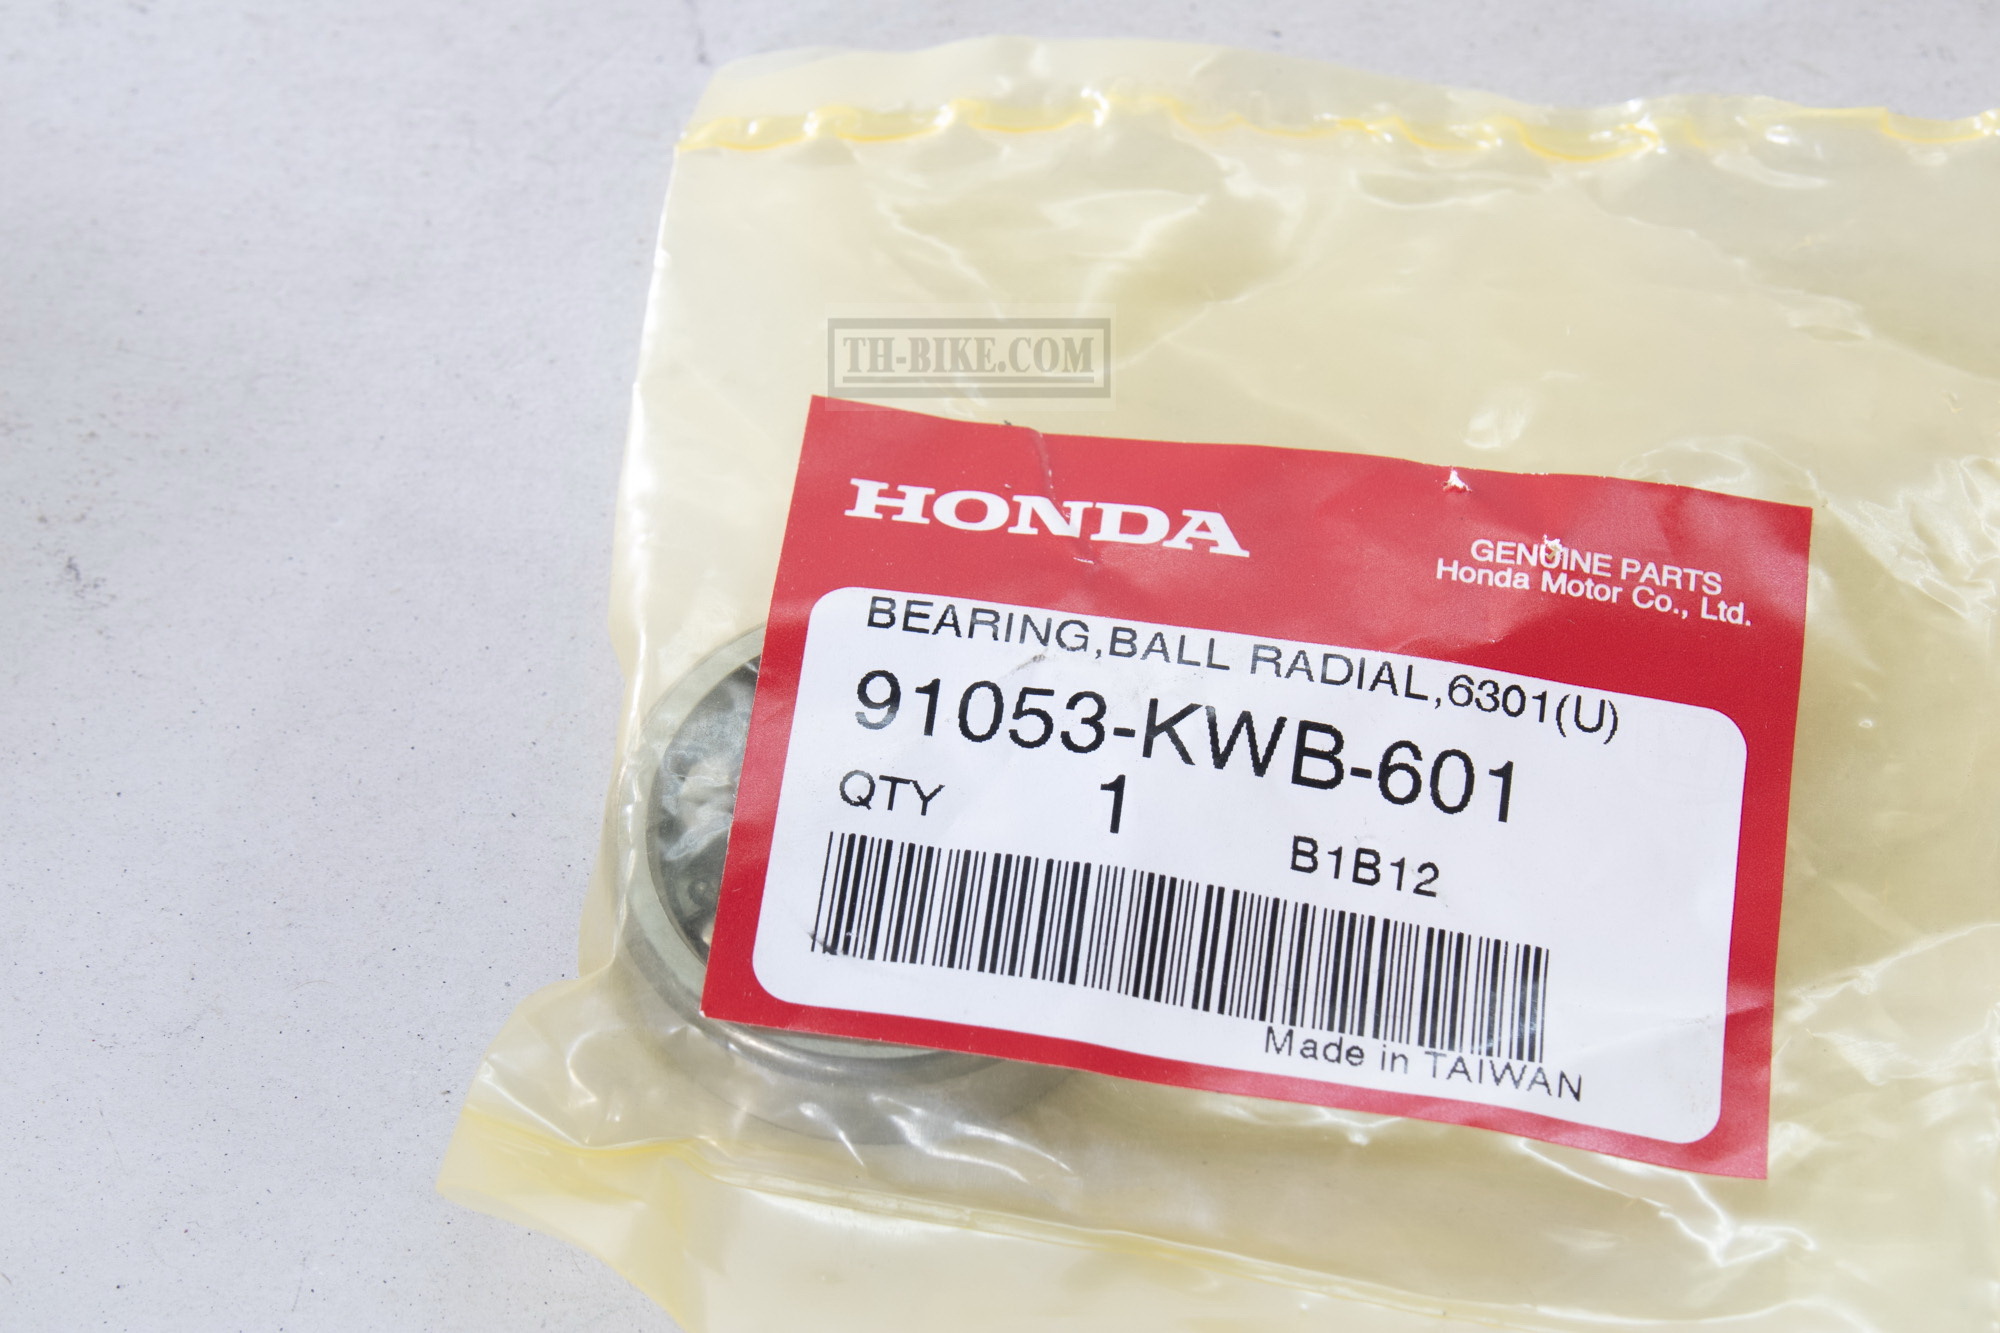 TH-BIKE.COM
HONDA
GENUINE PARTS
Honda Motor Co., Ltd.
BEARING,BALL RADIAL,6301(U)
91053-KWB-601
QTY 1
B1B12
Made in TAIWAN